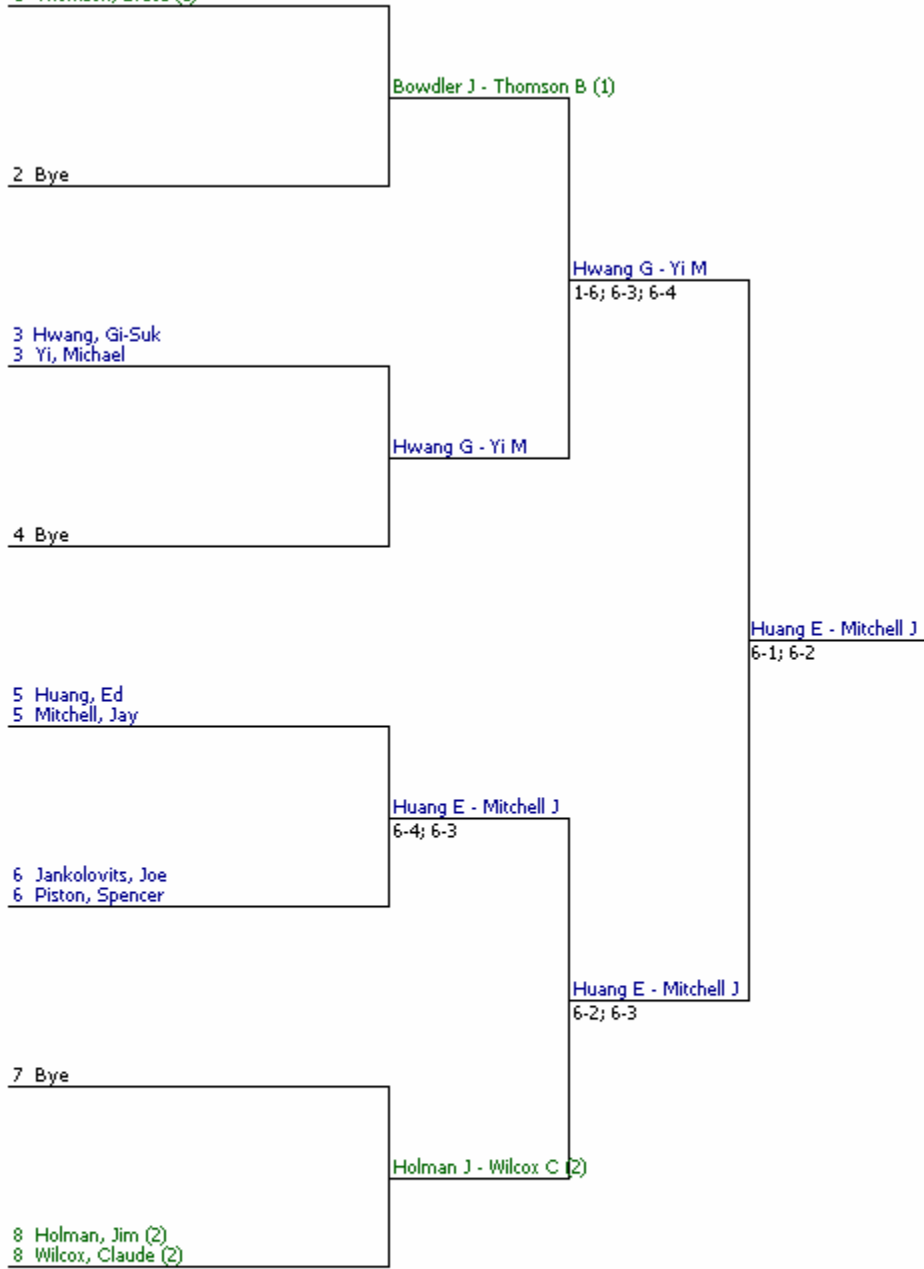 Bowdler J - Thomson B (1)
2 Bye
Hwang G - Yi M
1-6; 6-3; 6-4
3 Hwang, Gi-Suk
3 Yi, Michael
Hwang G - Yi M
4 Bye
Huang E - Mitchell J
6-1; 6-2
5 Huang, Ed
5 Mitchell, Jay
Huang E - Mitchell J
6-4; 6-3
6 Jankolovits, Joe
6 Piston, Spencer
Huang E - Mitchell J
6-2; 6-3
7 Bye
Holman J - Wilcox C (2)
8 Holman, Jim (2)
8 Wilcox, Claude (2)